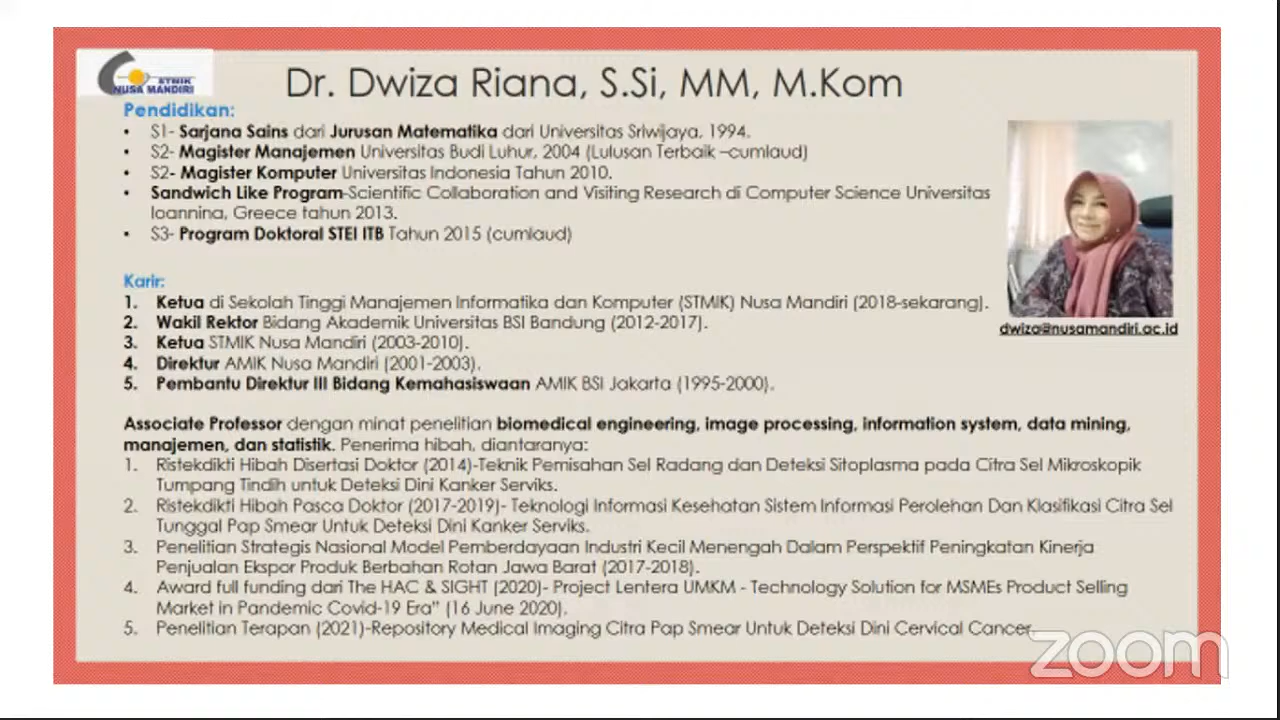 STMIK
NUSA MANDIRI
Dr. Dwiza Riana, S.Si, MM, M.Kom
Pendidikan:
• S1- Sarjana Sains dari Jurusan Matematika dari Universitas Sriwijaya, 1994.
• S2- Magister Manajemen Universitas Budi Luhur, 2004 (Lulusan Terbaik –cumlaud)
• S2- Magister Komputer Universitas Indonesia Tahun 2010.
• Sandwich Like Program-Scientific Collaboration and Visiting Research di Computer Science Universitas
Ioannina, Greece tahun 2013.
• S3- Program Doktoral STEI ITB Tahun 2015 (cumlaud)
dwiza@nusamandiri.ac.id
Karir:
1. Ketua di Sekolah Tinggi Manajemen Informatika dan Komputer (STMIK) Nusa Mandiri (2018-sekarang).
2. Wakil Rektor Bidang Akademik Universitas BSI Bandung (2012-2017).
3. Ketua STMIK Nusa Mandiri (2003-2010).
4. Direktur AMIK Nusa Mandiri (2001-2003).
5. Pembantu Direktur III Bidang Kemahasiswaan AMIK BSI Jakarta (1995-2000).
Associate Professor dengan minat penelitian biomedical engineering, image processing, information system, data mining,
manajemen, dan statistik. Penerima hibah, diantaranya:
1. Ristekdikti Hibah Disertasi Doktor (2014)-Teknik Pemisahan Sel Radang dan Deteksi Sitoplasma pada Citra Sel Mikroskopik
Tumpang Tindih untuk Deteksi Dini Kanker Serviks.
2. Ristekdikti Hibah Pasca Doktor (2017-2019)- Teknologi Informasi Kesehatan Sistem Informasi Perolehan Dan Klasifikasi Citra Sel
Tunggal Pap Smear Untuk Deteksi Dini Kanker Serviks.
3. Penelitian Strategis Nasional Model Pemberdayaan Industri Kecil Menengah Dalam Perspektif Peningkatan Kinerja
Penjualan Ekspor Produk Berbahan Rotan Jawa Barat (2017-2018).
4. Award full funding dari The HAC & SIGHT (2020)- Project Lentera UMKM - Technology Solution for MSMEs Product Selling
Market in Pandemic Covid-19 Era” (16 June 2020).
5. Penelitian Terapan (2021)-Repository Medical Imaging Citra Pap Smear Untuk Deteksi Dini Cervical Cancer
zoom